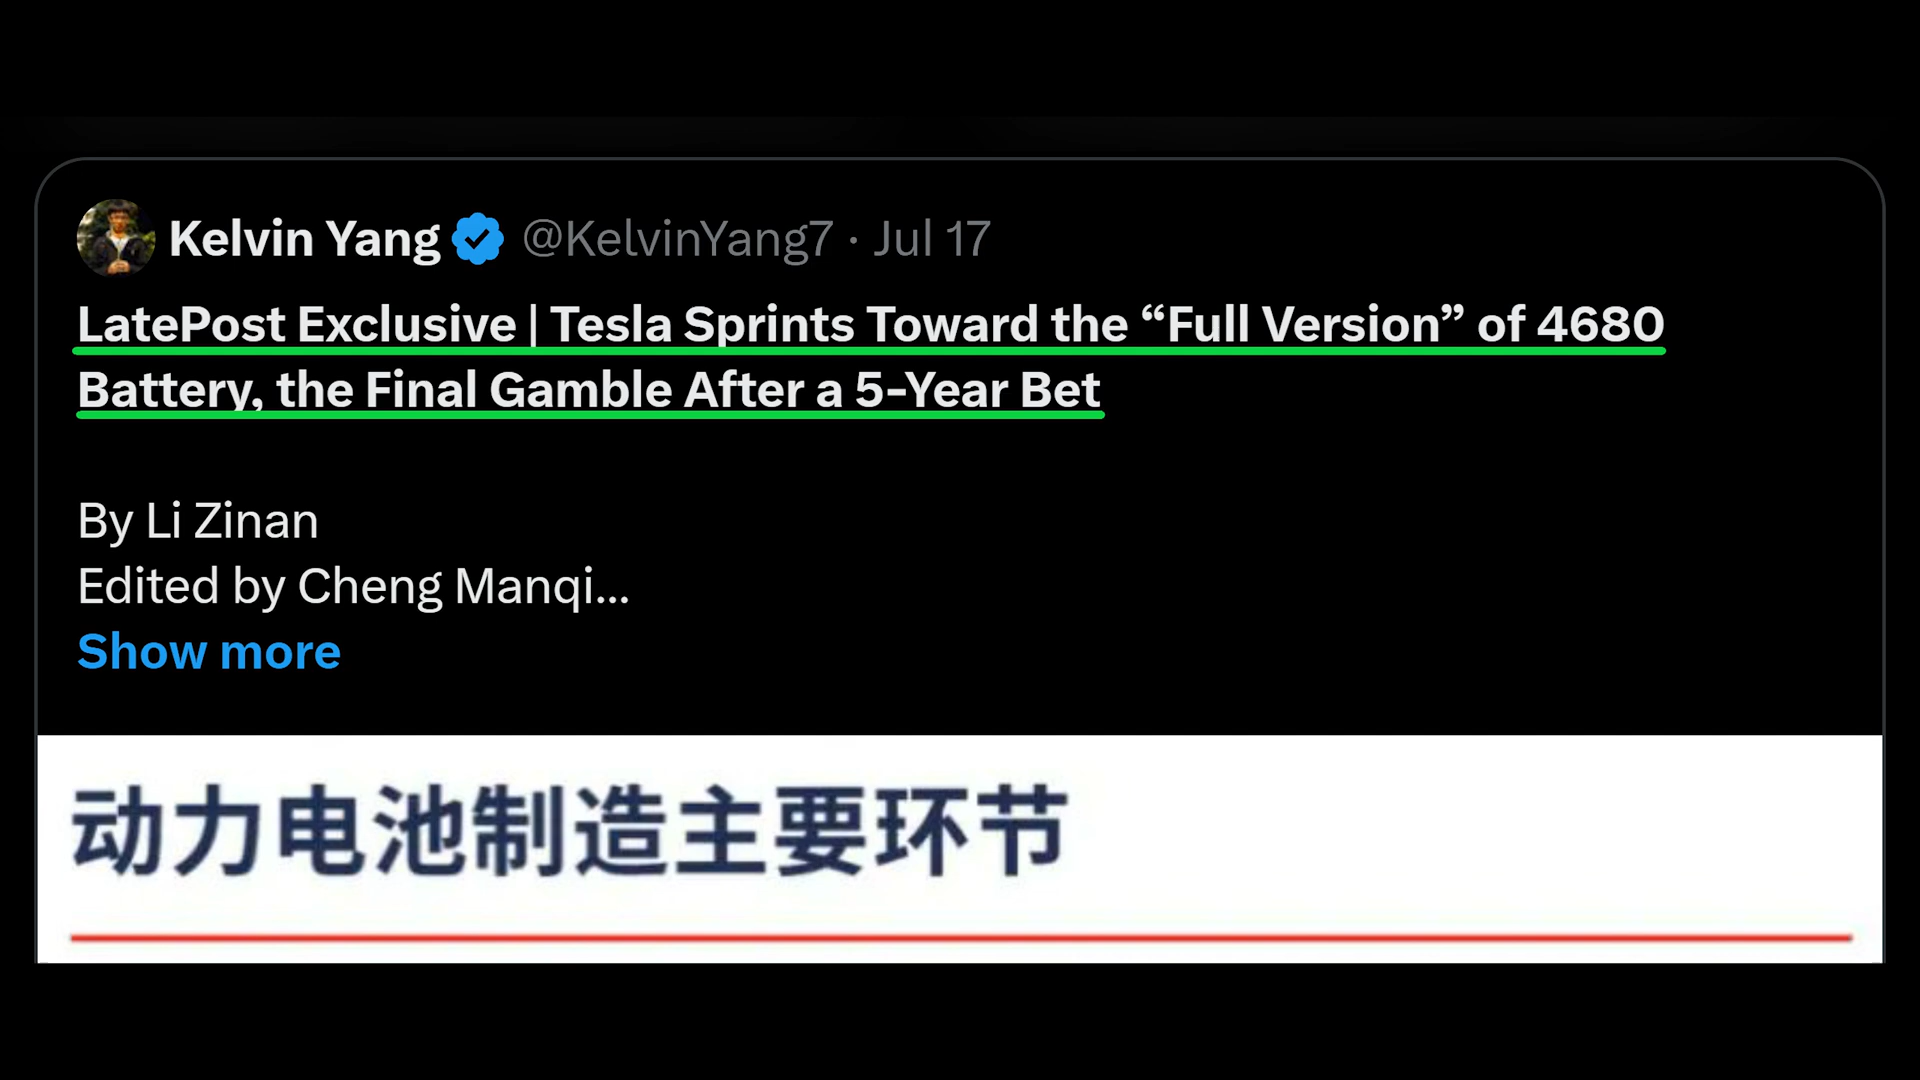 Kelvin Yang @KelvinYang7 · Jul 17
LatePost Exclusive | Tesla Sprints Toward the “Full Version” of 4680
Battery, the Final Gamble After a 5-Year Bet
By Li Zinan
Edited by Cheng Manqi...
Show more
动力电池制造主要环节